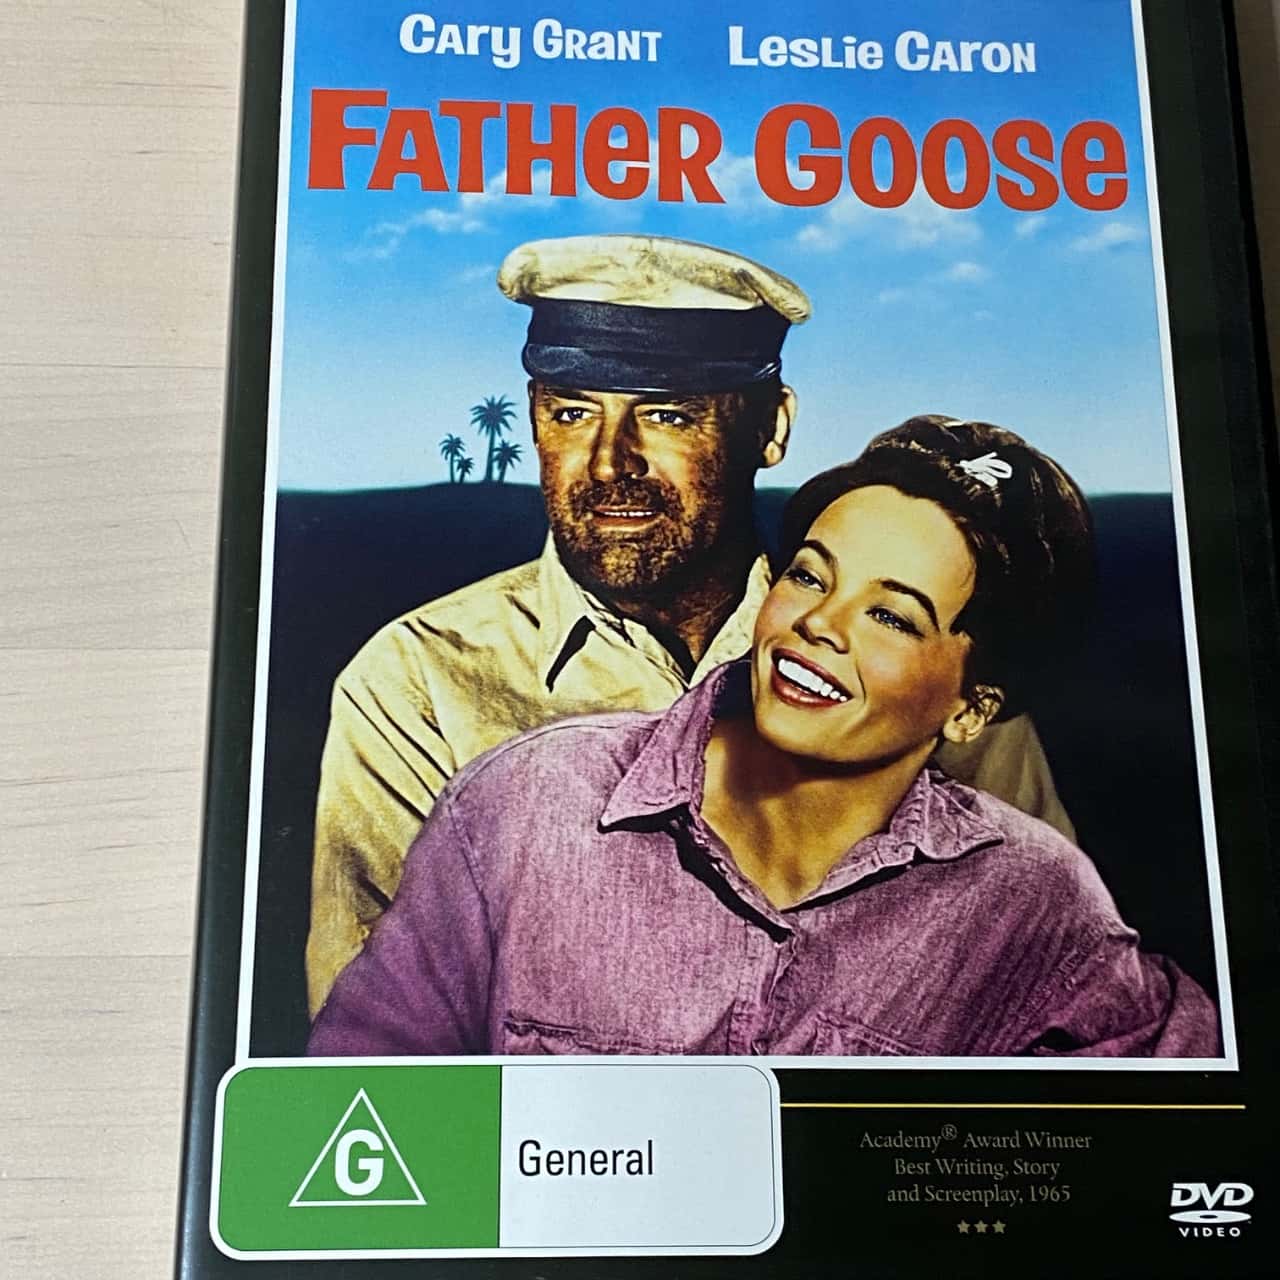 Cary Grant Leslie Caron
Father Goose
G
General
Academy® Award Winner
Best Writing, Story
and Screenplay, 1965
DVD
VIDEO